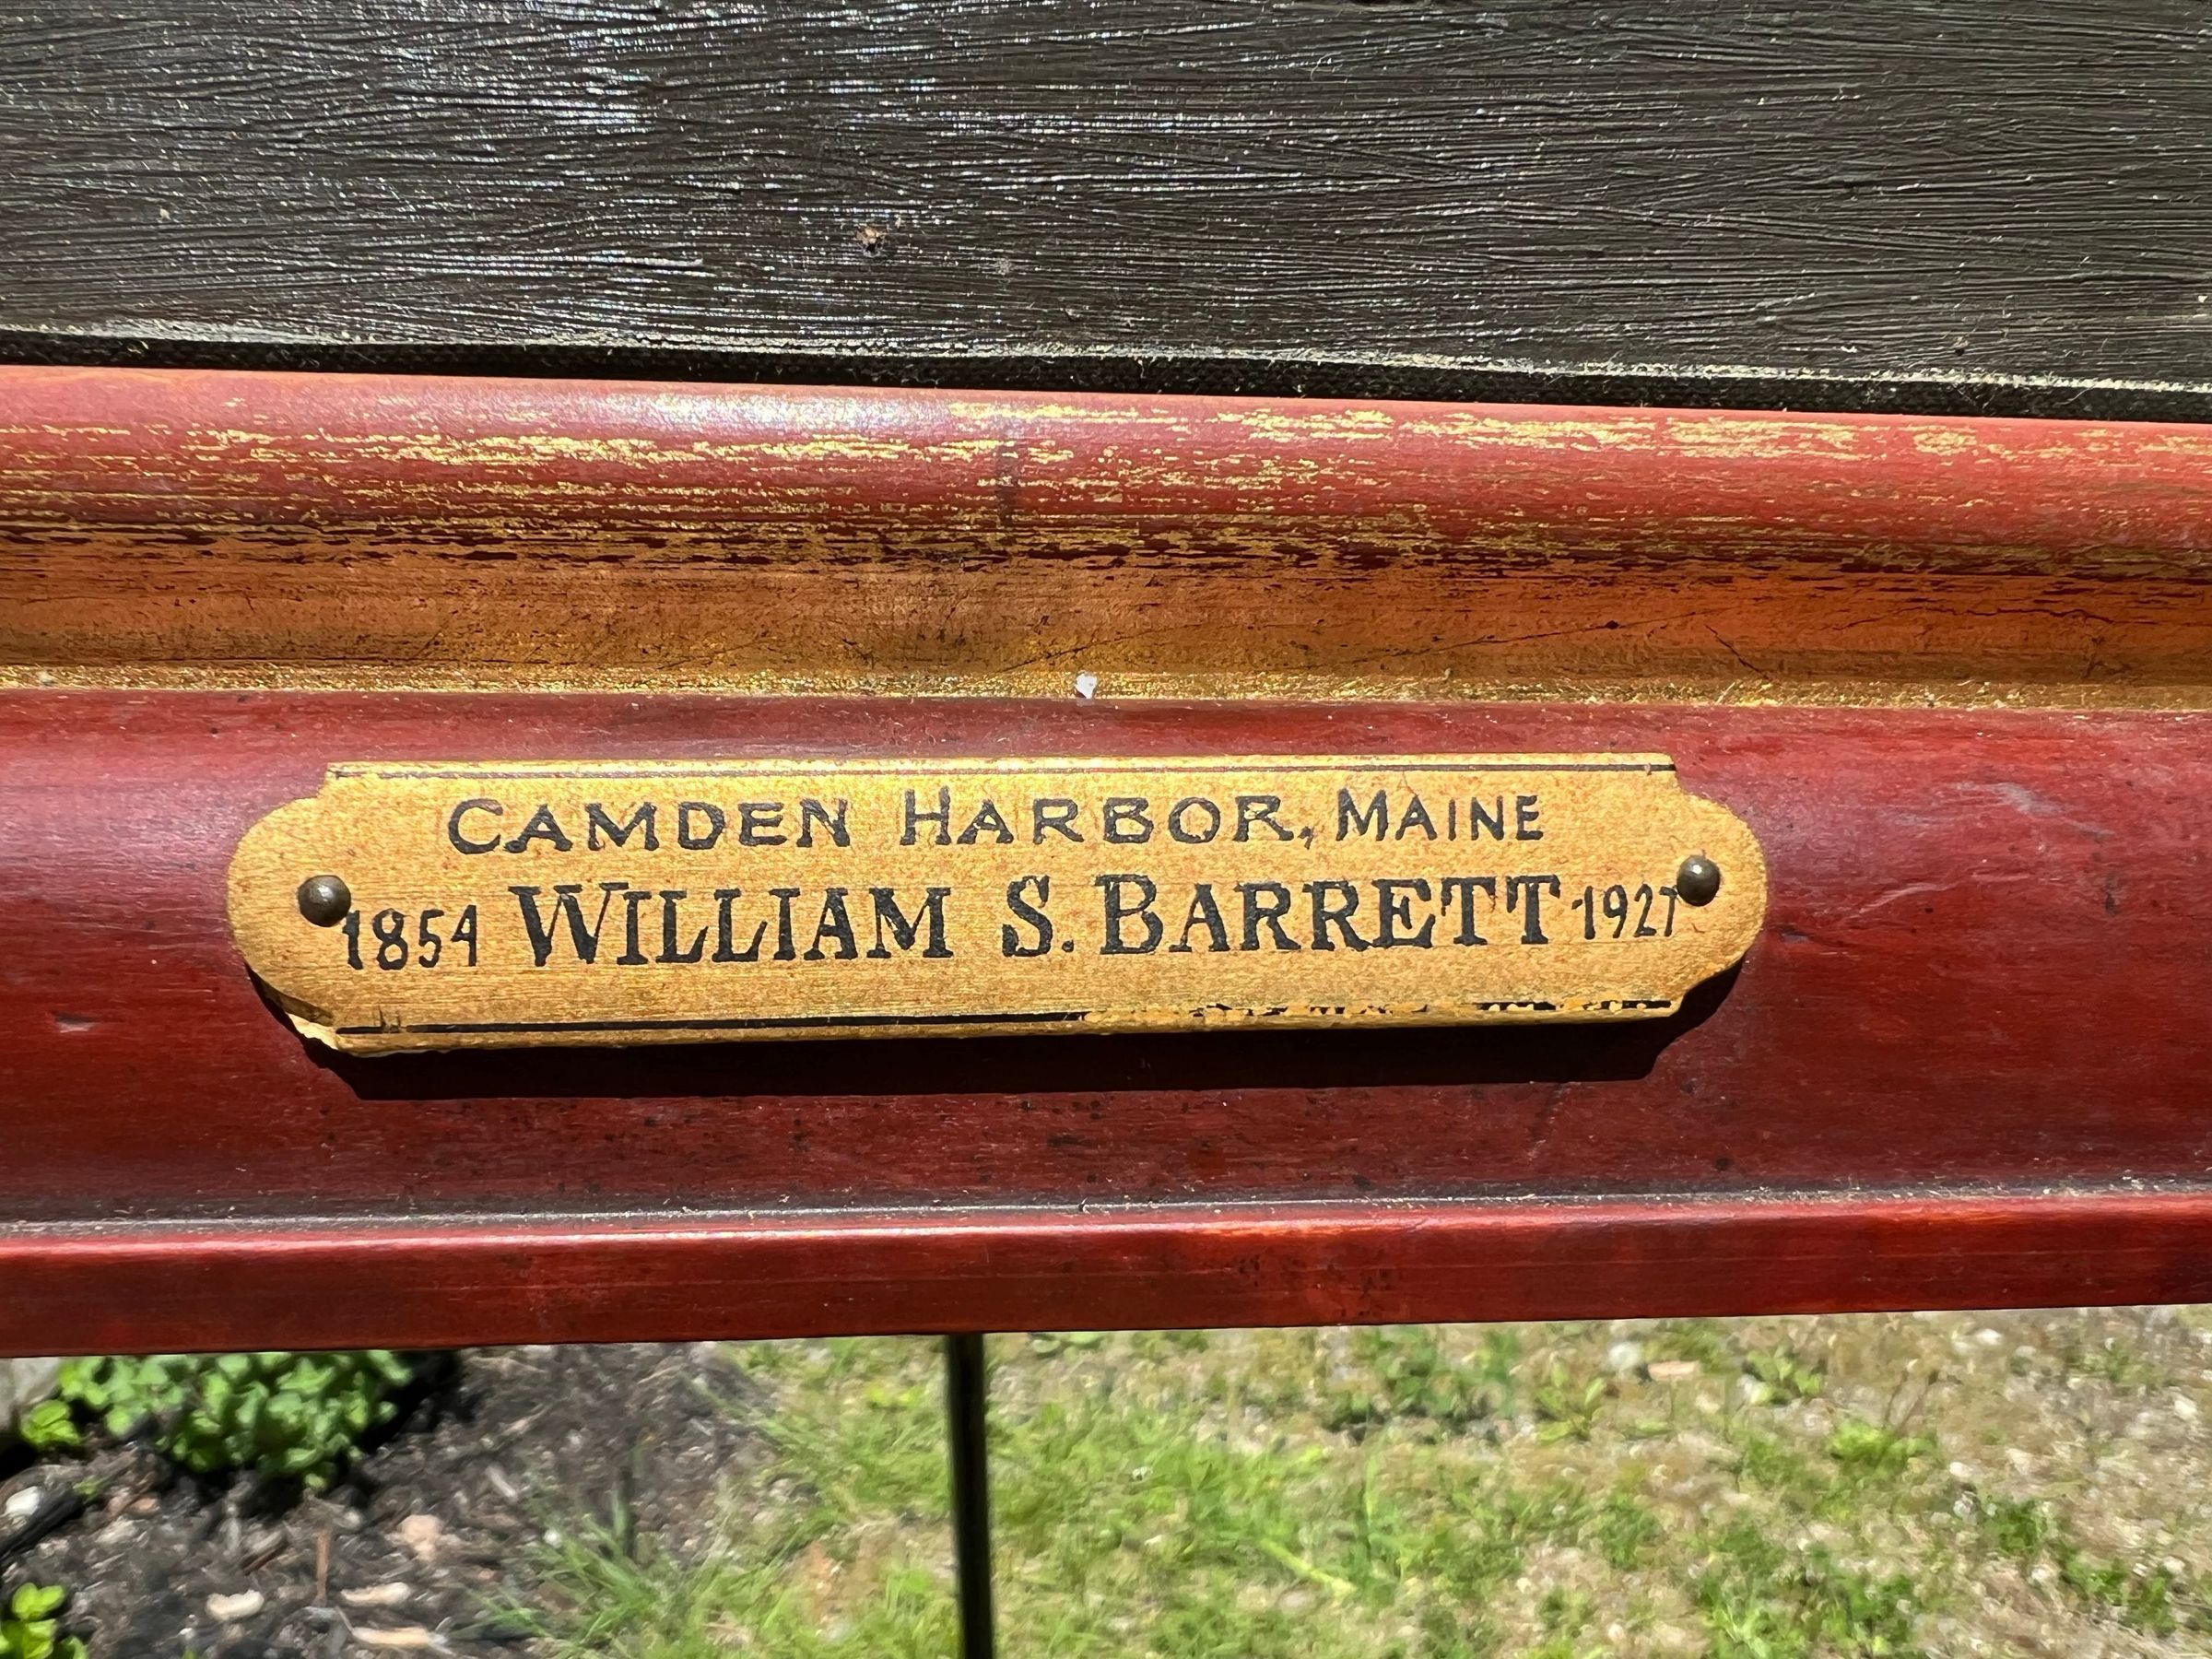 CAMDEN HARBOR, MAINE
1854 WILLIAM S. BARRETT 1927